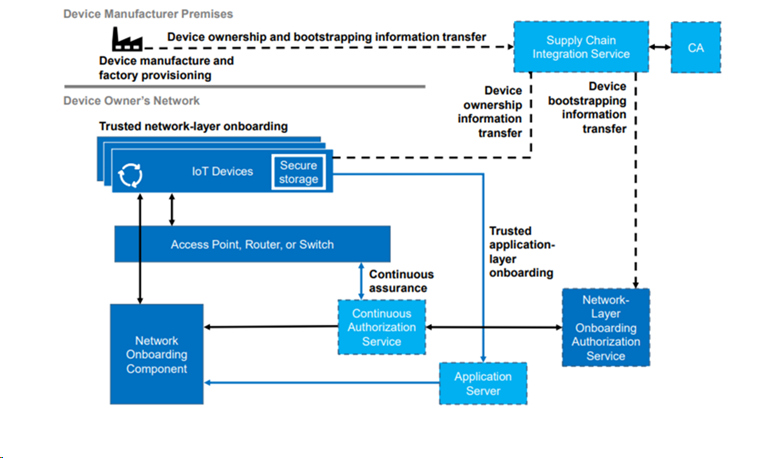 Device Manufacturer Premises
Device ownership and bootstrapping information transfer
Supply Chain
Integration Service
CA
Device manufacture and
factory provisioning
Device Owner's Network
Device
ownership
information
transfer
Device
bootstrapping
information
transfer
Trusted network-layer onboarding
IoT Devices
Secure
storage
Access Point, Router, or Switch
Trusted
application-
layer
onboarding
Continuous
assurance
Continuous
Authorization
Service
Network-
Layer
Onboarding
Authorization
Service
Network
Onboarding
Component
Application
Server